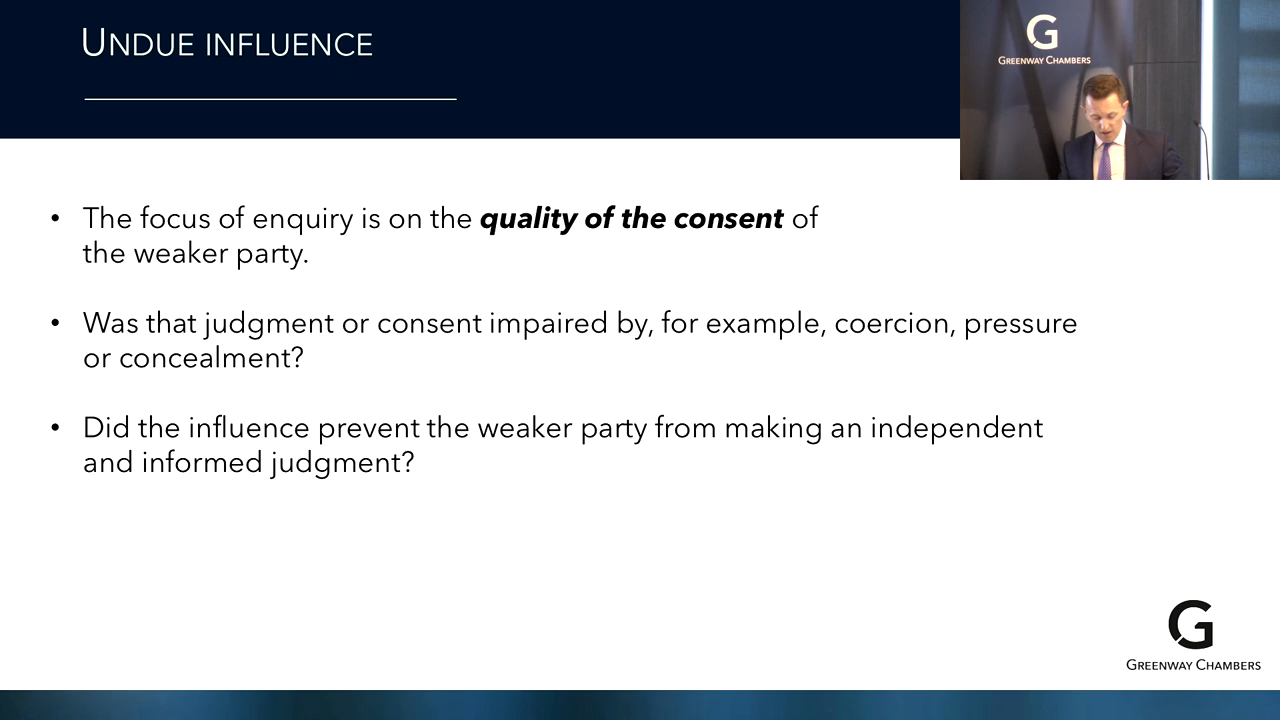 UNDUE INFLUENCE
G
GREENWAY CHAMBERS
• The focus of enquiry is on the quality of the consent of
the weaker party.
• Was that judgment or consent impaired by, for example, coercion, pressure
or concealment?
• Did the influence prevent the weaker party from making an independent
and informed judgment?
G
GREENWAY CHAMBERS